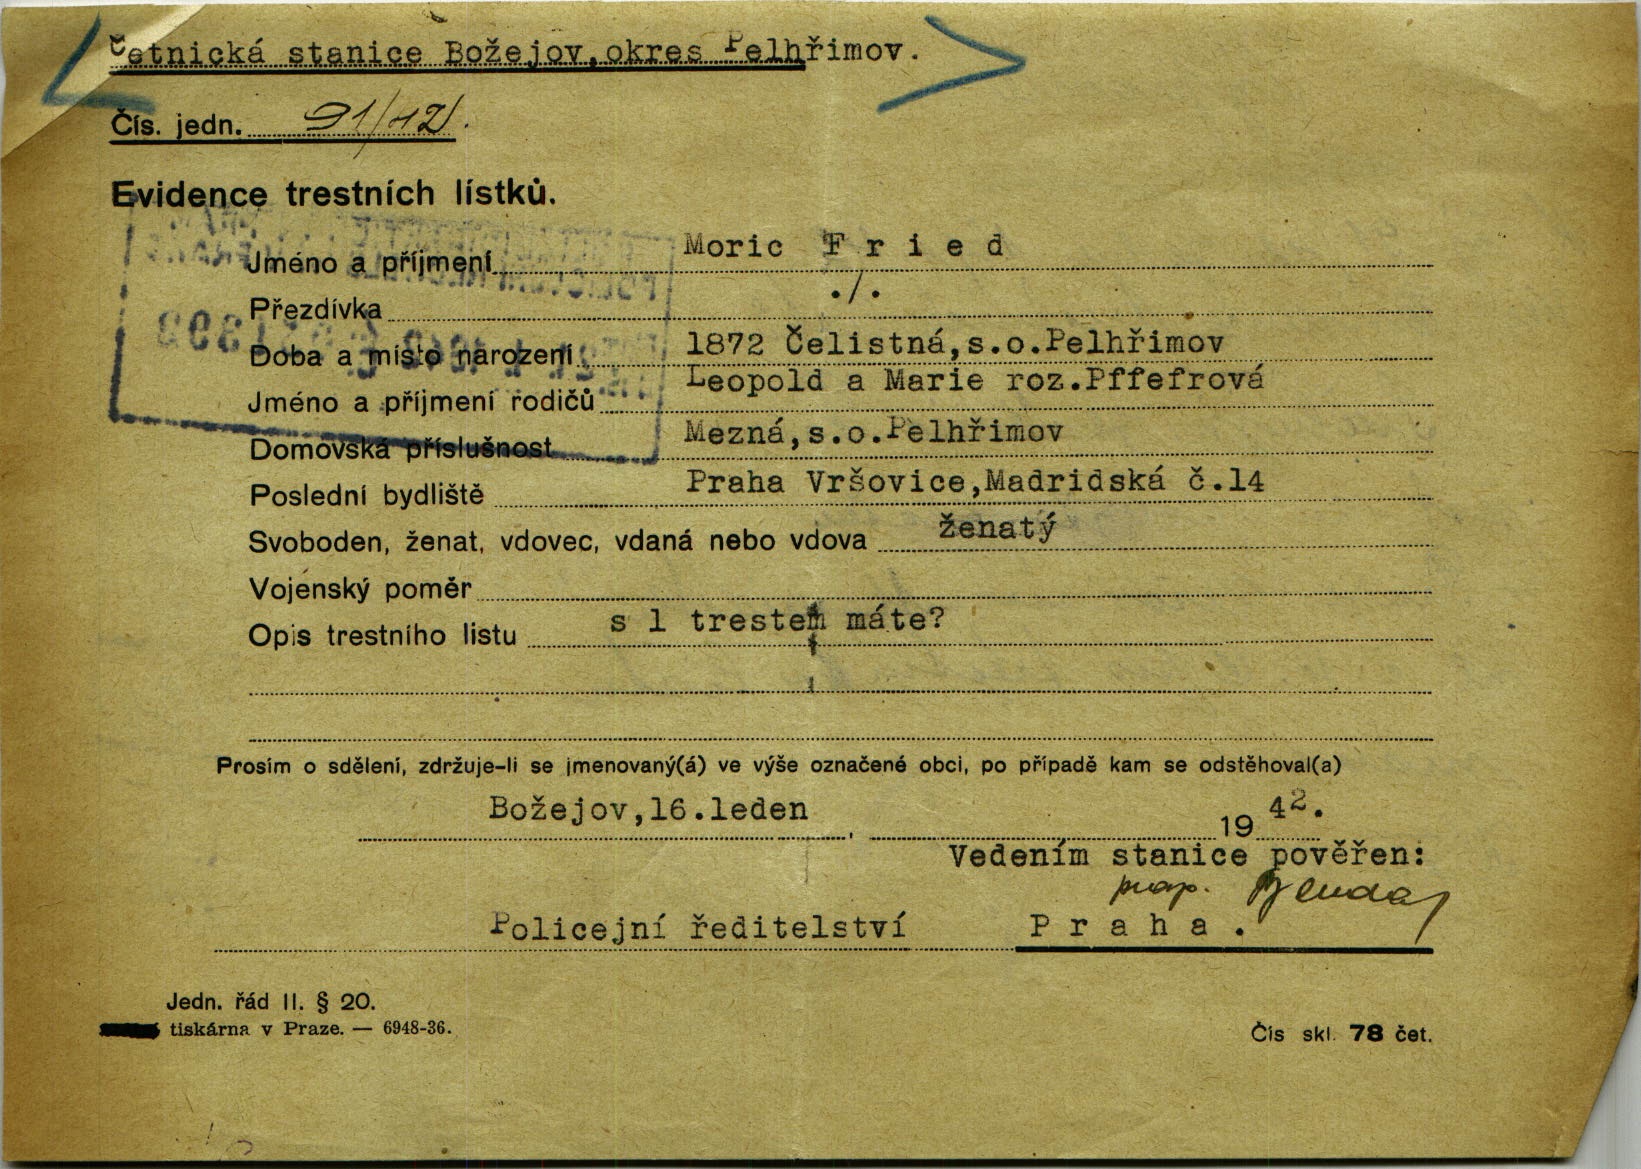 Četnická stanice Božejov, okres Pelhřimov.
Čís. jedn. 91/42.
Evidence trestních lístků.
Jméno a příjmení Moric Fried
Přezdívka ./.
Doba a místo narození 1872 Čelistná,s.o.Pelhřimov
Jméno a příjmení rodičů Leopold a Marie roz.Pffefrová
Domovská příslušnost Mezná,s.o.Pelhřimov
Poslední bydliště Praha Vršovice,Madridská č.14
Svoboden, ženat, vdovec, vdaná nebo vdova ženatý
Vojenský poměr
Opis trestního listu s 1 trestem máte?
Prosím o sdělení, zdržuje-li se jmenovaný(á) ve výše označené obci, po případě kam se odstěhoval(a)
Božejov,16.leden, 1942.
Vedením stanice pověřen:
prap. Benda
Policejní ředitelství Praha.
Jedn. řád II. § 20.
tiskárna v Praze. — 6948-36.
Čís skl. 78 čet.